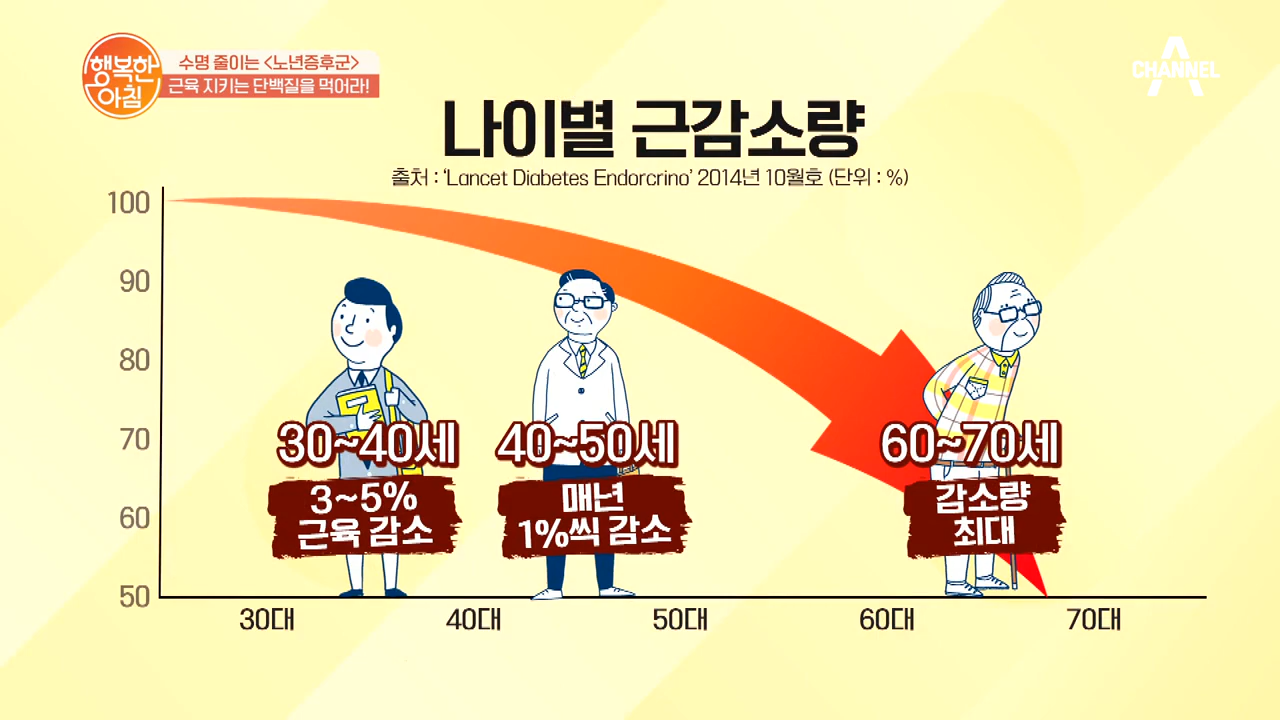 행복한
아침
수명 줄이는 <노년증후군>
근육 지키는 단백질을 먹어라!
CHANNEL A
나이별 근감소량
출처 : ‘Lancet Diabetes Endorcrino’ 2014년 10월호 (단위 : %)
100
90
80
70
60
50
30~40세
3~5%
근육 감소
40~50세
매년
1%씩 감소
60~70세
감소량
최대
30대
40대
50대
60대
70대